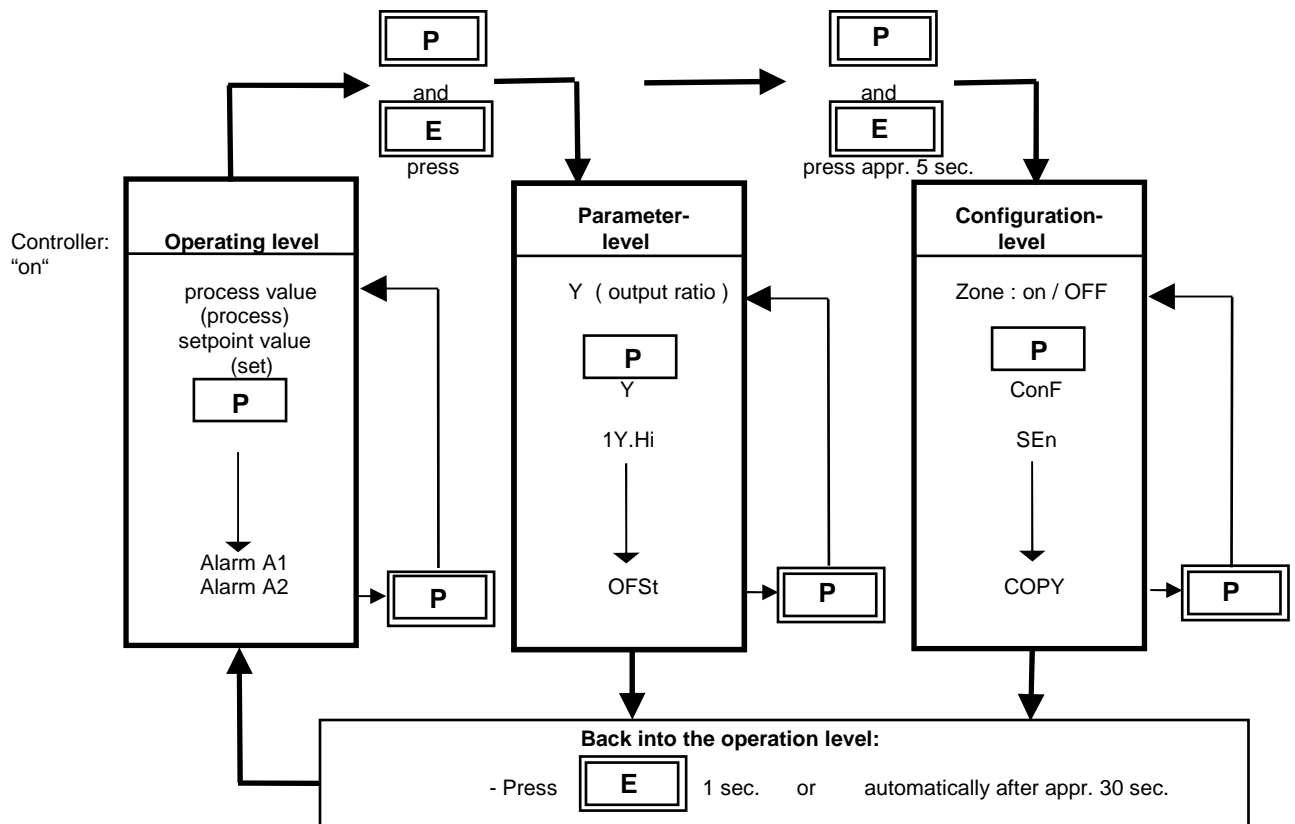 P
and
E
press
P
and
E
press appr. 5 sec.
Controller:
“on“
Operating level
process value
(process)
setpoint value
(set)
P
Alarm A1
Alarm A2
P
Parameter-
level
Y ( output ratio )
P
Y
1Y.Hi
OFSt
P
Configuration-
level
Zone : on / OFF
P
ConF
SEn
COPY
P
Back into the operation level:
- Press E 1 sec. or automatically after appr. 30 sec.